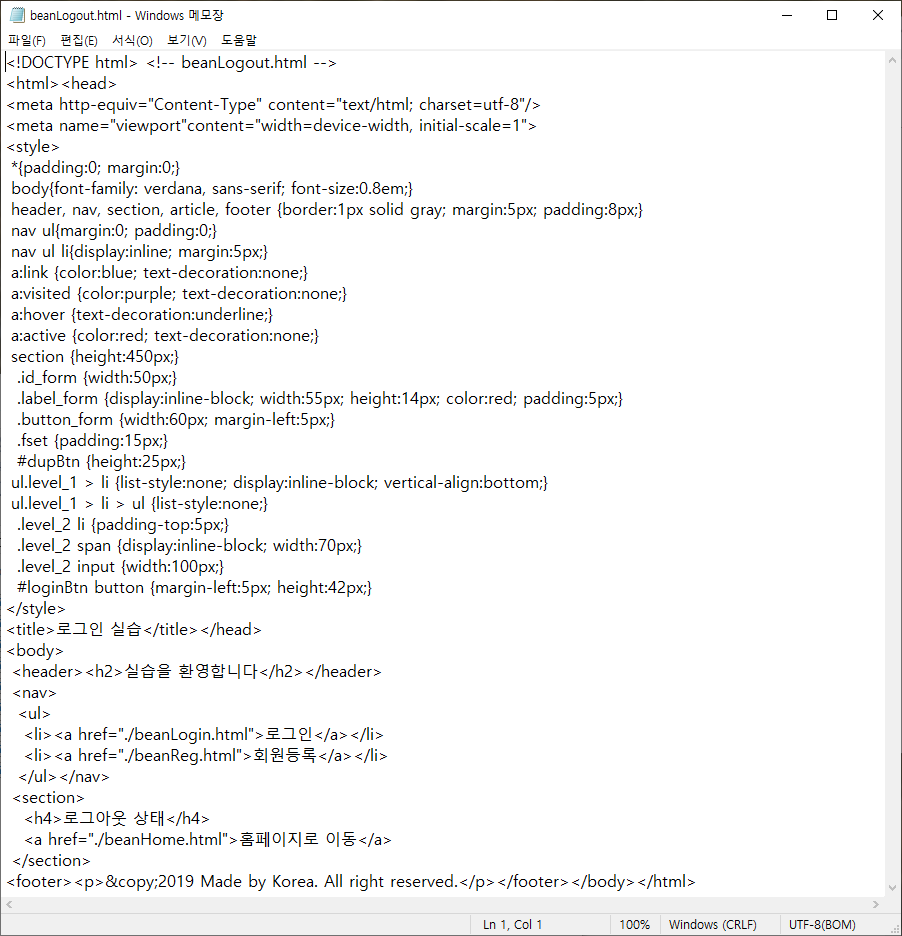 beanLogout.html - Windows 메모장
파일(F) 편집(E) 서식(O) 보기(V) 도움말
<!DOCTYPE html> <!-- beanLogout.html -->
<html><head>
<meta http-equiv="Content-Type" content="text/html; charset=utf-8"/>
<meta name="viewport"content="width=device-width, initial-scale=1">
<style>
*{padding:0; margin:0;}
body{font-family: verdana, sans-serif; font-size:0.8em;}
header, nav, section, article, footer {border:1px solid gray; margin:5px; padding:8px;}
nav ul{margin:0; padding:0;}
nav ul li{display:inline; margin:5px;}
a:link {color:blue; text-decoration:none;}
a:visited {color:purple; text-decoration:none;}
a:hover {text-decoration:underline;}
a:active {color:red; text-decoration:none;}
section {height:450px;}
.id_form {width:50px;}
.label_form {display:inline-block; width:55px; height:14px; color:red; padding:5px;}
.button_form {width:60px; margin-left:5px;}
.fset {padding:15px;}
#dupBtn {height:25px;}
ul.level_1 > li {list-style:none; display:inline-block; vertical-align:bottom;}
ul.level_1 > li > ul {list-style:none;}
.level_2 li {padding-top:5px;}
.level_2 span {display:inline-block; width:70px;}
.level_2 input {width:100px;}
#loginBtn button {margin-left:5px; height:42px;}
</style>
<title>로그인 실습</title></head>
<body>
<header><h2>실습을 환영합니다</h2></header>
<nav>
<ul>
<li><a href="./beanLogin.html">로그인</a></li>
<li><a href="./beanReg.html">회원등록</a></li>
</ul></nav>
<section>
<h4>로그아웃 상태</h4>
<a href="./beanHome.html">홈페이지로 이동</a>
</section>
<footer><p>&copy;2019 Made by Korea. All right reserved.</p></footer></body></html>
Ln 1, Col 1 100% Windows (CRLF) UTF-8(BOM)